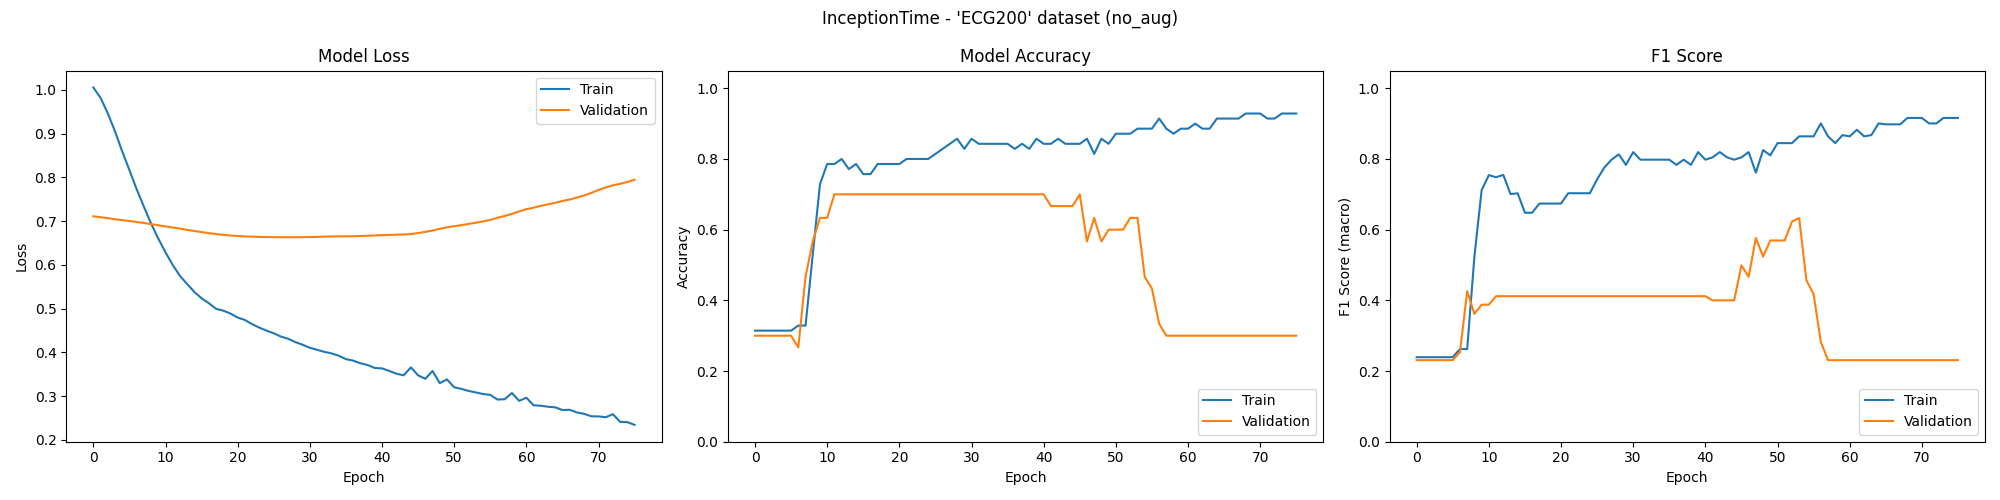 InceptionTime - 'ECG200' dataset (no_aug)
Model Loss
Loss
1.0
0.9
0.8
0.7
0.6
0.5
0.4
0.3
0.2
Train
Validation
0 10 20 30 40 50 60 70
Epoch
Model Accuracy
Accuracy
1.0
0.8
0.6
0.4
0.2
0.0
Train
Validation
0 10 20 30 40 50 60 70
Epoch
F1 Score
F1 Score (macro)
1.0
0.8
0.6
0.4
0.2
0.0
Train
Validation
0 10 20 30 40 50 60 70
Epoch